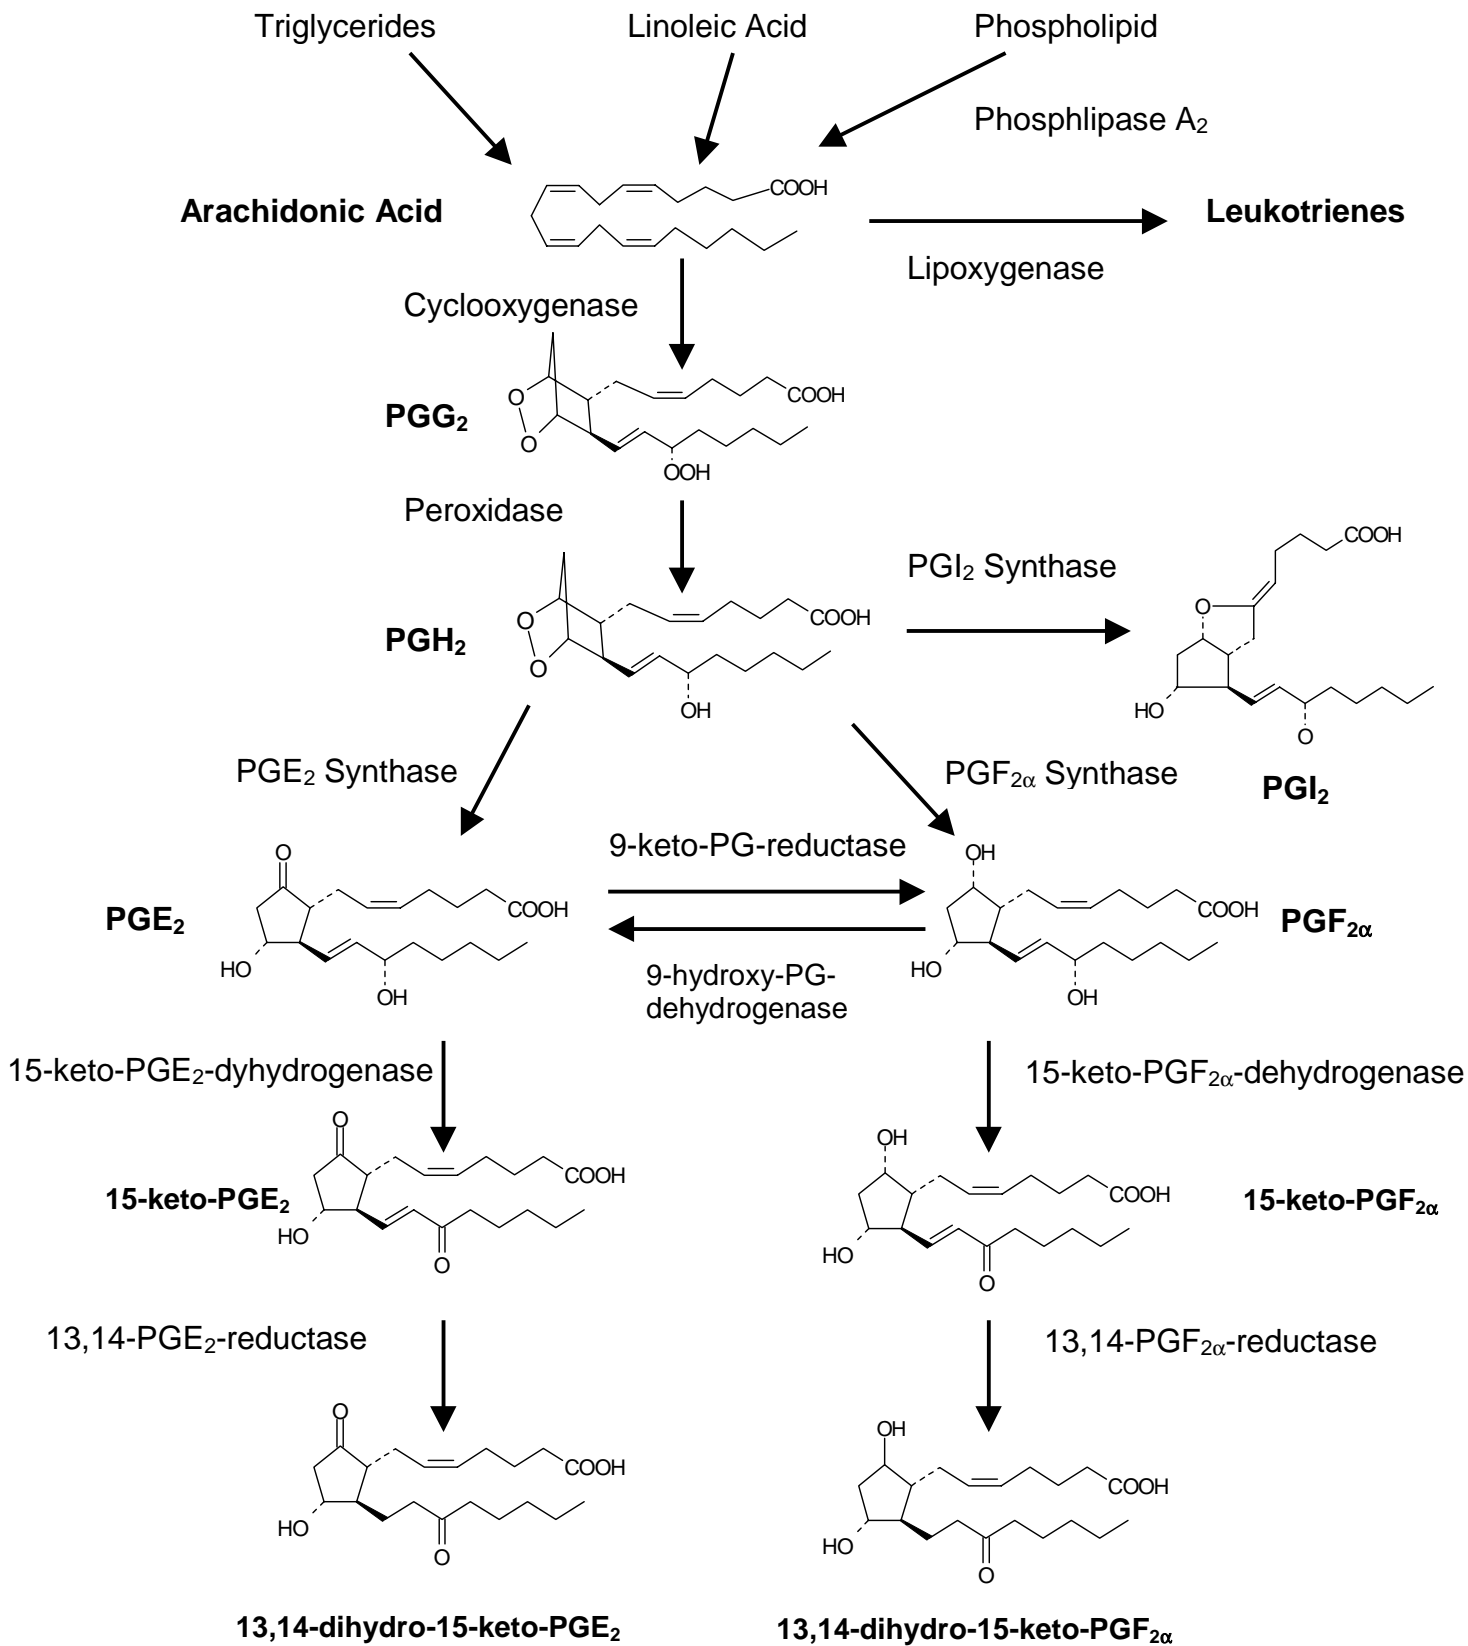 Triglycerides
Linoleic Acid
Phospholipid
Phosphlipase A₂
COOH
Arachidonic Acid
Leukotrienes
Lipoxygenase
Cyclooxygenase
O
COOH
PGG₂
O
OOH
Peroxidase
COOH
PGI₂ Synthase
O
O
COOH
PGH₂
O
OH
HO
O
PGE₂ Synthase
PGF₂α Synthase
PGI₂
9-keto-PG-reductase
O
OH
COOH
PGE₂
COOH
PGF₂α
HO
OH
HO
OH
9-hydroxy-PG-
dehydrogenase
15-keto-PGE₂-dyhydrogenase
15-keto-PGF₂α-dehydrogenase
O
OH
COOH
COOH
15-keto-PGE₂
15-keto-PGF₂α
HO
O
HO
O
13,14-PGE₂-reductase
13,14-PGF₂α-reductase
O
OH
COOH
COOH
HO
O
HO
O
13,14-dihydro-15-keto-PGE₂
13,14-dihydro-15-keto-PGF₂α